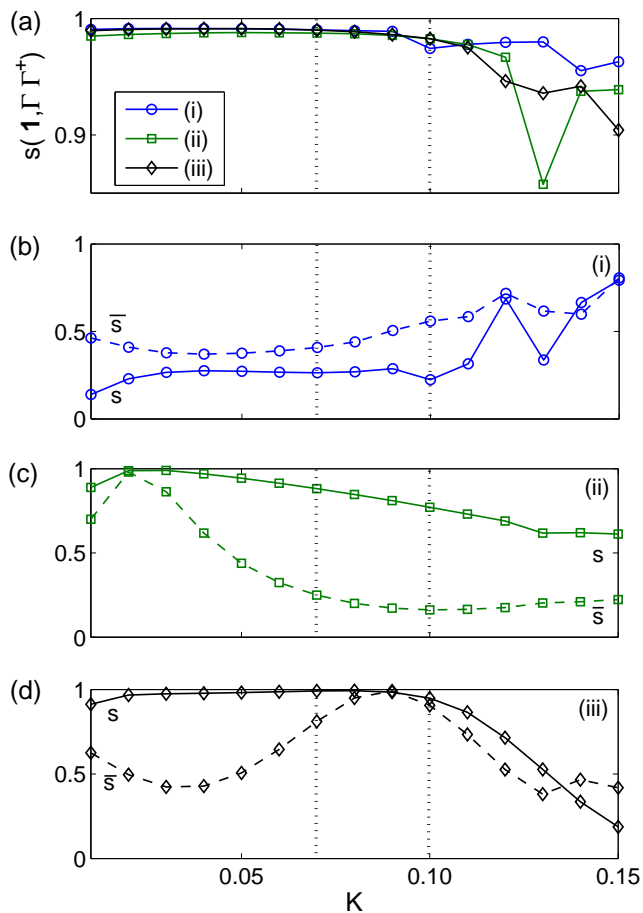 (a)
s( 1,Γ Γ⁺)
1
0.9
(i)
(ii)
(iii)
(b)
1
0.5
0
s̅
s
(i)
(c)
1
0.5
0
(ii)
s
s̅
(d)
1
0.5
0
s
s̅
(iii)
0.05
0.10
0.15
K